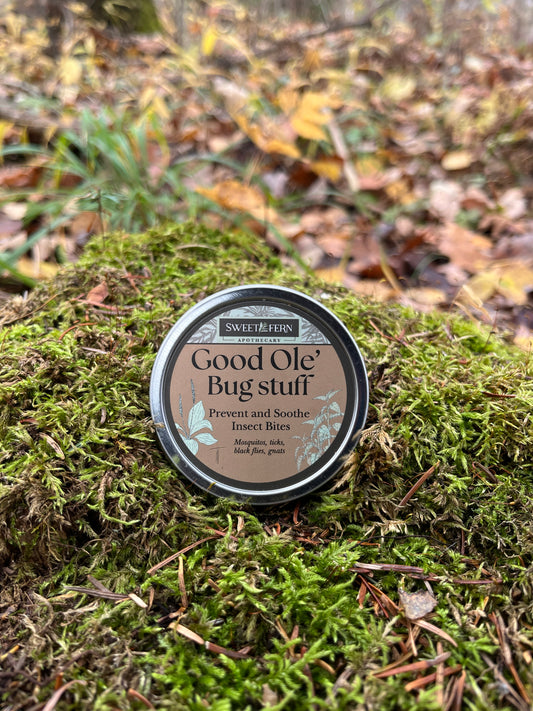 SWEET FERN
APOTHECARY
Good Ole'
Bug stuff
Prevent and Soothe
Insect Bites
Mosquitos, ticks,
black flies, gnats